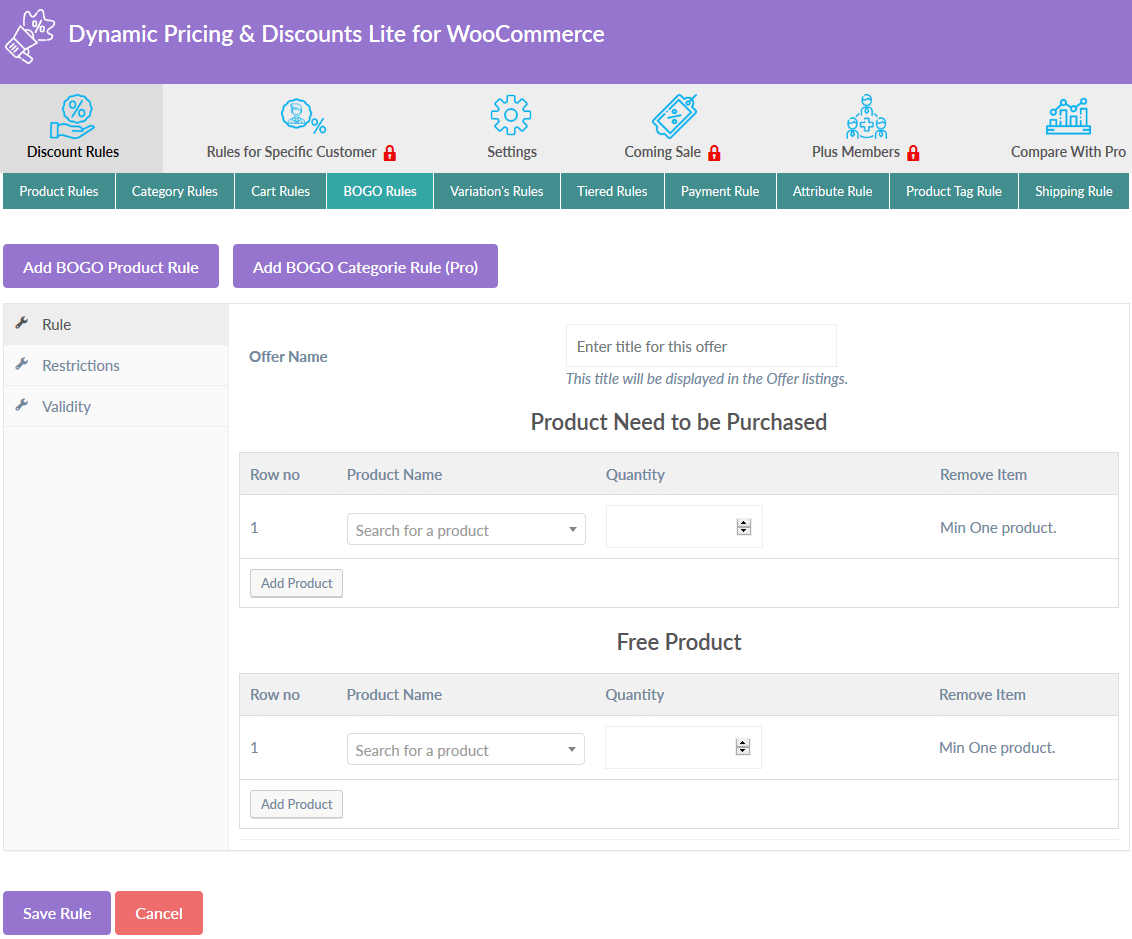 Dynamic Pricing & Discounts Lite for WooCommerce
%
% % %
Discount Rules Rules for Specific Customer Settings Coming Sale Plus Members Compare With Pro
Product Rules Category Rules Cart Rules BOGO Rules Variation's Rules Tiered Rules Payment Rule Attribute Rule Product Tag Rule Shipping Rule
Add BOGO Product Rule Add BOGO Categorie Rule (Pro)
Rule
Restrictions
Validity
Offer Name Enter title for this offer
This title will be displayed in the Offer listings.
Product Need to be Purchased
Row no Product Name Quantity Remove Item
1 Search for a product Min One product.
Add Product
Free Product
Row no Product Name Quantity Remove Item
1 Search for a product Min One product.
Add Product
Save Rule Cancel